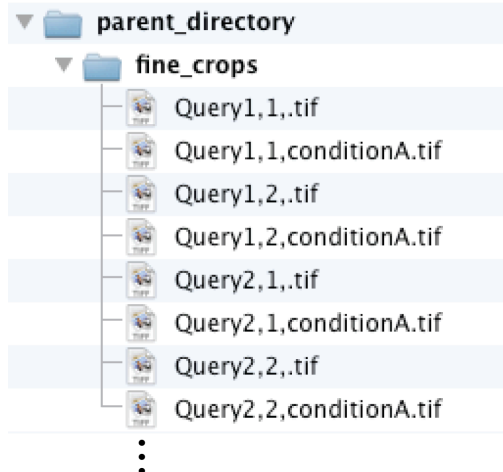 parent_directory
fine_crops
Query1,1,.tif
Query1,1,conditionA.tif
Query1,2,.tif
Query1,2,conditionA.tif
Query2,1,.tif
Query2,1,conditionA.tif
Query2,2,.tif
Query2,2,conditionA.tif